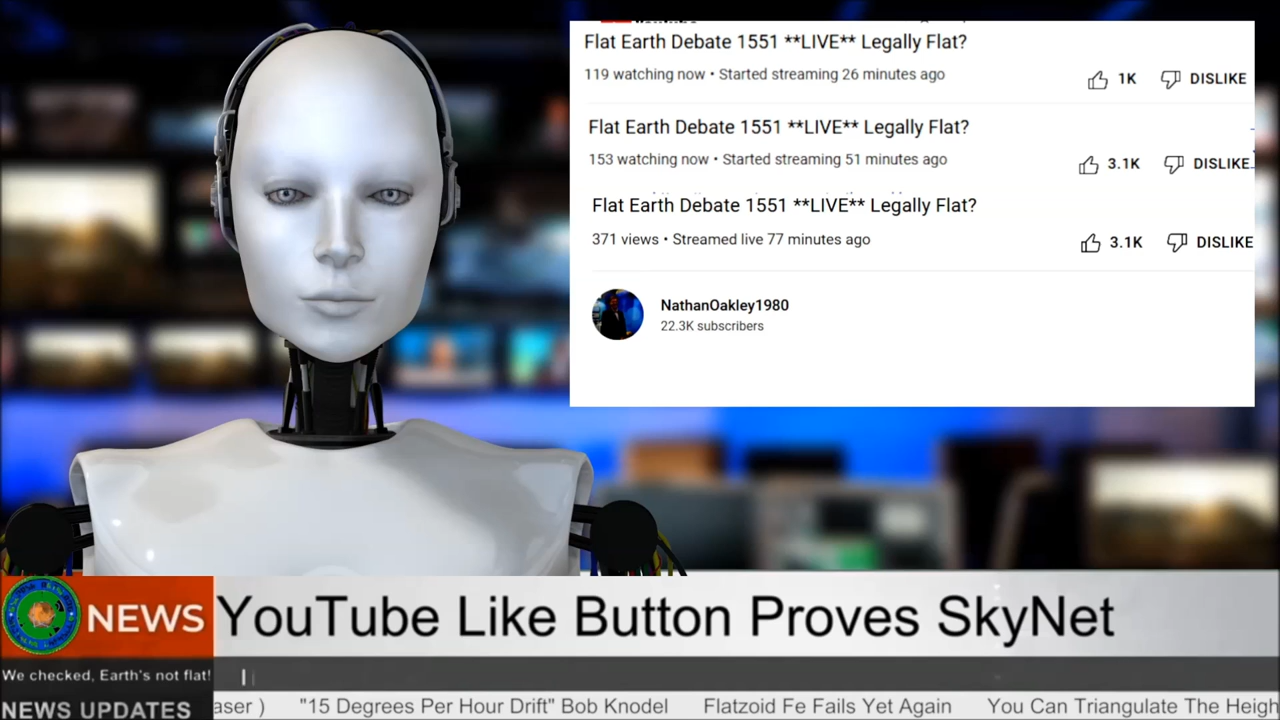 Flat Earth Debate 1551 **LIVE** Legally Flat?
119 watching now • Started streaming 26 minutes ago
1K DISLIKE
Flat Earth Debate 1551 **LIVE** Legally Flat?
153 watching now • Started streaming 51 minutes ago
3.1K DISLIKE
Flat Earth Debate 1551 **LIVE** Legally Flat?
371 views • Streamed live 77 minutes ago
3.1K DISLIKE
NathanOakley1980
22.3K subscribers
NEWS YouTube Like Button Proves SkyNet
We checked, Earth's not flat!
NEWS UPDATES aser ) "15 Degrees Per Hour Drift" Bob Knodel Flatzoid Fe Fails Yet Again You Can Triangulate The Heigh